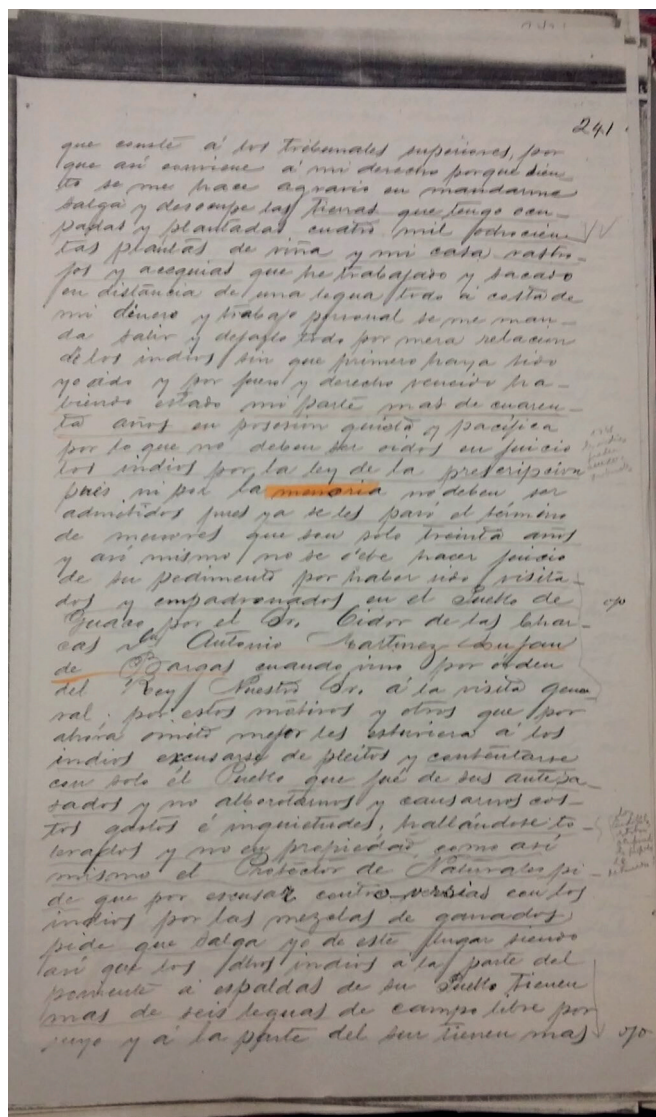 241
que consté á los tribunales superiores, por
que así conviene á mi derecho porque sien-
to se me hace agravio en mandarme
salga y desocupe las tierras que tengo ocu-
padas y plantadas cuatro mil ochocien-
tas plantas de viña y mi casa rastro-
jos y acequias que he trabajado y sacado
en distancia de una legua todo á costa de
mi dinero y trabajo personal se me man-
da salir y dejarlo todo por mera relacion
de los indios sin que primero haya sido
yo oido y por fuero y derecho vencido ha-
biendo estado mi parte mas de cuaren-
ta años en posesión quieta y pacífica
por lo que no deben ser oidos en juicio
los indios por la ley de la prescripcion
pues ni por la memoria no deben ser
admitidos pues ya se les pasó el término
de menores que son solo treinta años
y así mismo no se debe hacer juicio
de su pedimento por haber sido visita-
dos y empadronados en el Pueblo de
Guaco por el Sr. Oidor de las Char-
cas Dn Antonio Martinez Lujan
de Bargas cuando vino por orden
del Rey Nuestro Sr. á la visita gene-
ral, por estos motivos y otros que por
ahora omito mejor les estuviera a los
indios excusarse de pleitos y contentarse
con solo él Pueblo que fué de sus antepa-
sados y no alborotarnos y causarnos cos-
tos gastos é inquietudes, hallándose to-
lerados y no en propiedad, como así
mismo el Protector de Naturales pi-
de que por escusar controversias con los
indios por las mezclas de ganados
pide que salga yo de este lugar siendo
así que los dhos indios a la parte del
poniente á espaldas de su Pueblo tienen
mas de seis leguas de campo libre por
suyo y á la parte del sur tienen mas